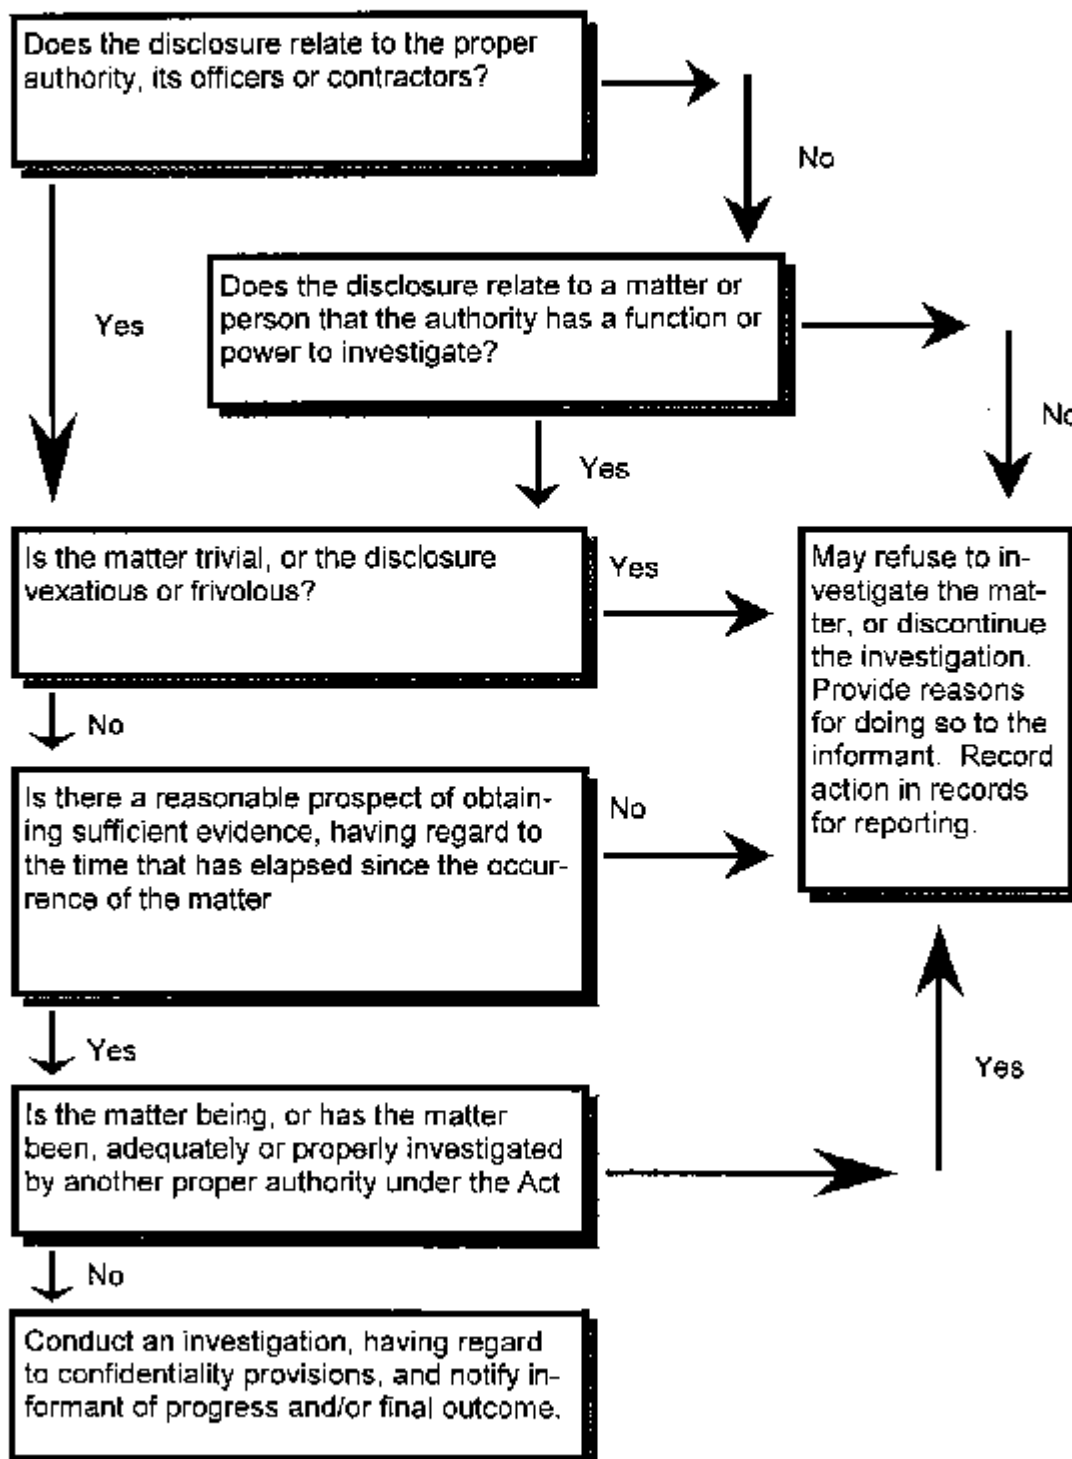 Does the disclosure relate to the proper
authority, its officers or contractors?
No
Does the disclosure relate to a matter or
person that the authority has a function or
power to investigate?
Yes
No
Yes
Is the matter trivial, or the disclosure
vexatious or frivolous?
Yes
May refuse to in-
vestigate the mat-
ter, or discontinue
the investigation.
Provide reasons
for doing so to the
informant. Record
action in records
for reporting.
No
Is there a reasonable prospect of obtain-
ing sufficient evidence, having regard to
the time that has elapsed since the occur-
rence of the matter
No
Yes
Is the matter being, or has the matter
been, adequately or properly investigated
by another proper authority under the Act
Yes
No
Conduct an investigation, having regard
to confidentiality provisions, and notify in-
formant of progress and/or final outcome.